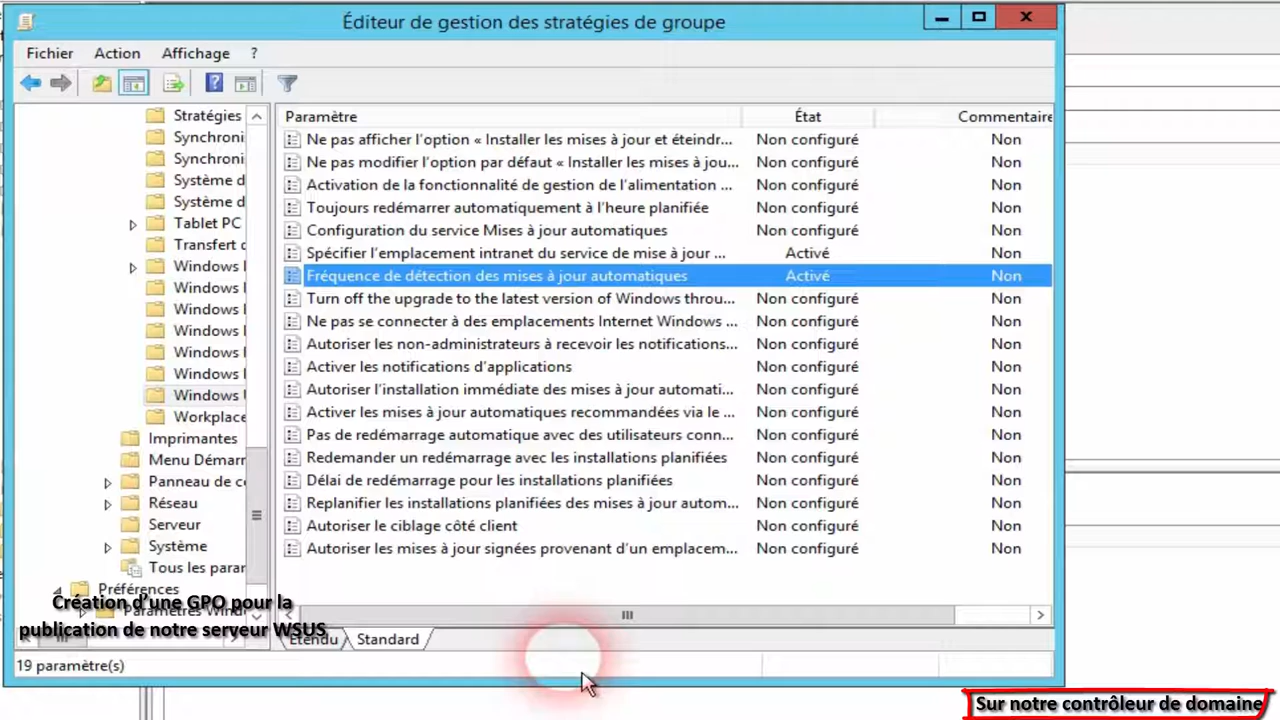 Éditeur de gestion des stratégies de groupe
Fichier Action Affichage ?
Stratégies
Synchroni
Synchroni
Système d
Système d
Tablet PC
Transfert d
Windows
Windows
Windows
Windows
Windows
Windows
Windows
Workplace
Imprimantes
Menu Démarr
Panneau de c
Réseau
Serveur
Système
Tous les parar
Préférences
Paramètres Wind
Paramètre État Commentaire
Ne pas afficher l'option « Installer les mises à jour et éteindr... Non configuré Non
Ne pas modifier l'option par défaut « Installer les mises à jou... Non configuré Non
Activation de la fonctionnalité de gestion de l'alimentation ... Non configuré Non
Toujours redémarrer automatiquement à l'heure planifiée Non configuré Non
Configuration du service Mises à jour automatiques Non configuré Non
Spécifier l'emplacement intranet du service de mise à jour ... Activé Non
Fréquence de détection des mises à jour automatiques Activé Non
Turn off the upgrade to the latest version of Windows throu... Non configuré Non
Ne pas se connecter à des emplacements Internet Windows ... Non configuré Non
Autoriser les non-administrateurs à recevoir les notifications... Non configuré Non
Activer les notifications d'applications Non configuré Non
Autoriser l'installation immédiate des mises à jour automati... Non configuré Non
Activer les mises à jour automatiques recommandées via le ... Non configuré Non
Pas de redémarrage automatique avec des utilisateurs conn... Non configuré Non
Redemander un redémarrage avec les installations planifiées Non configuré Non
Délai de redémarrage pour les installations planifiées Non configuré Non
Replanifier les installations planifiées des mises à jour autom... Non configuré Non
Autoriser le ciblage côté client Non configuré Non
Autoriser les mises à jour signées provenant d'un emplacem... Non configuré Non
Création d'une GPO pour la
publication de notre serveur WSUS
Étendu Standard
19 paramètre(s)
Sur notre contrôleur de domaine